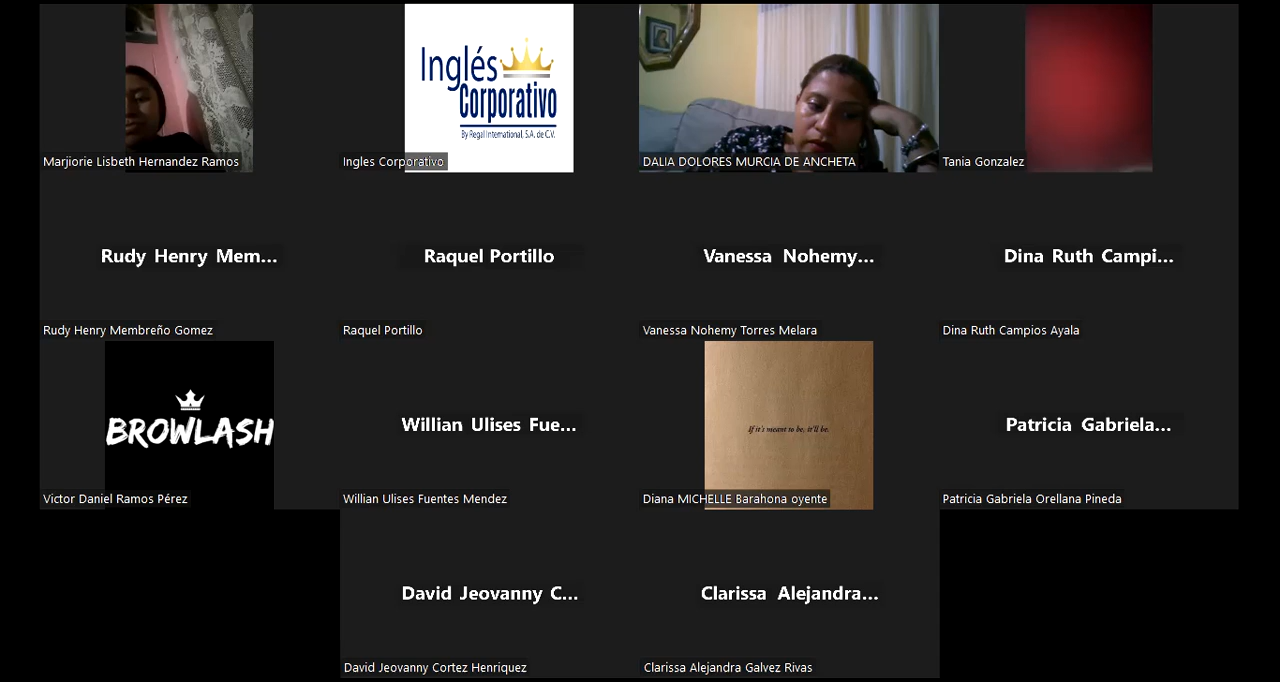 Inglés
Corporativo
By Regal International, S.A. de C.V.
Marjiorie Lisbeth Hernandez Ramos
Ingles Corporativo
DALIA DOLORES MURCIA DE ANCHETA
Tania Gonzalez
Rudy Henry Mem...
Raquel Portillo
Vanessa Nohemy...
Dina Ruth Campi...
Rudy Henry Membreño Gomez
Raquel Portillo
Vanessa Nohemy Torres Melara
Dina Ruth Campios Ayala
BROWLASH
Willian Ulises Fue...
If it's meant to be, it'll be.
Patricia Gabriela...
Victor Daniel Ramos Pérez
Willian Ulises Fuentes Mendez
Diana MICHELLE Barahona oyente
Patricia Gabriela Orellana Pineda
David Jeovanny C...
Clarissa Alejandra...
David Jeovanny Cortez Henriquez
Clarissa Alejandra Galvez Rivas